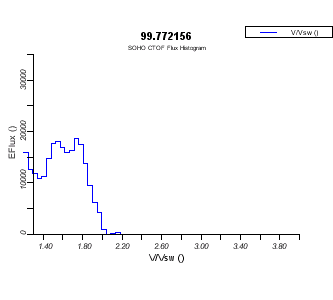 99.772156
V/Vsw ()
SOHO CTOF Flux Histogram
EFlux ()
30000
20000
10000
0
1.40 1.80 2.20 2.60 3.00 3.40 3.80
V/Vsw ()